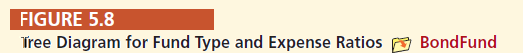 FIGURE 5.8
Tree Diagram for Fund Type and Expense Ratios BondFund